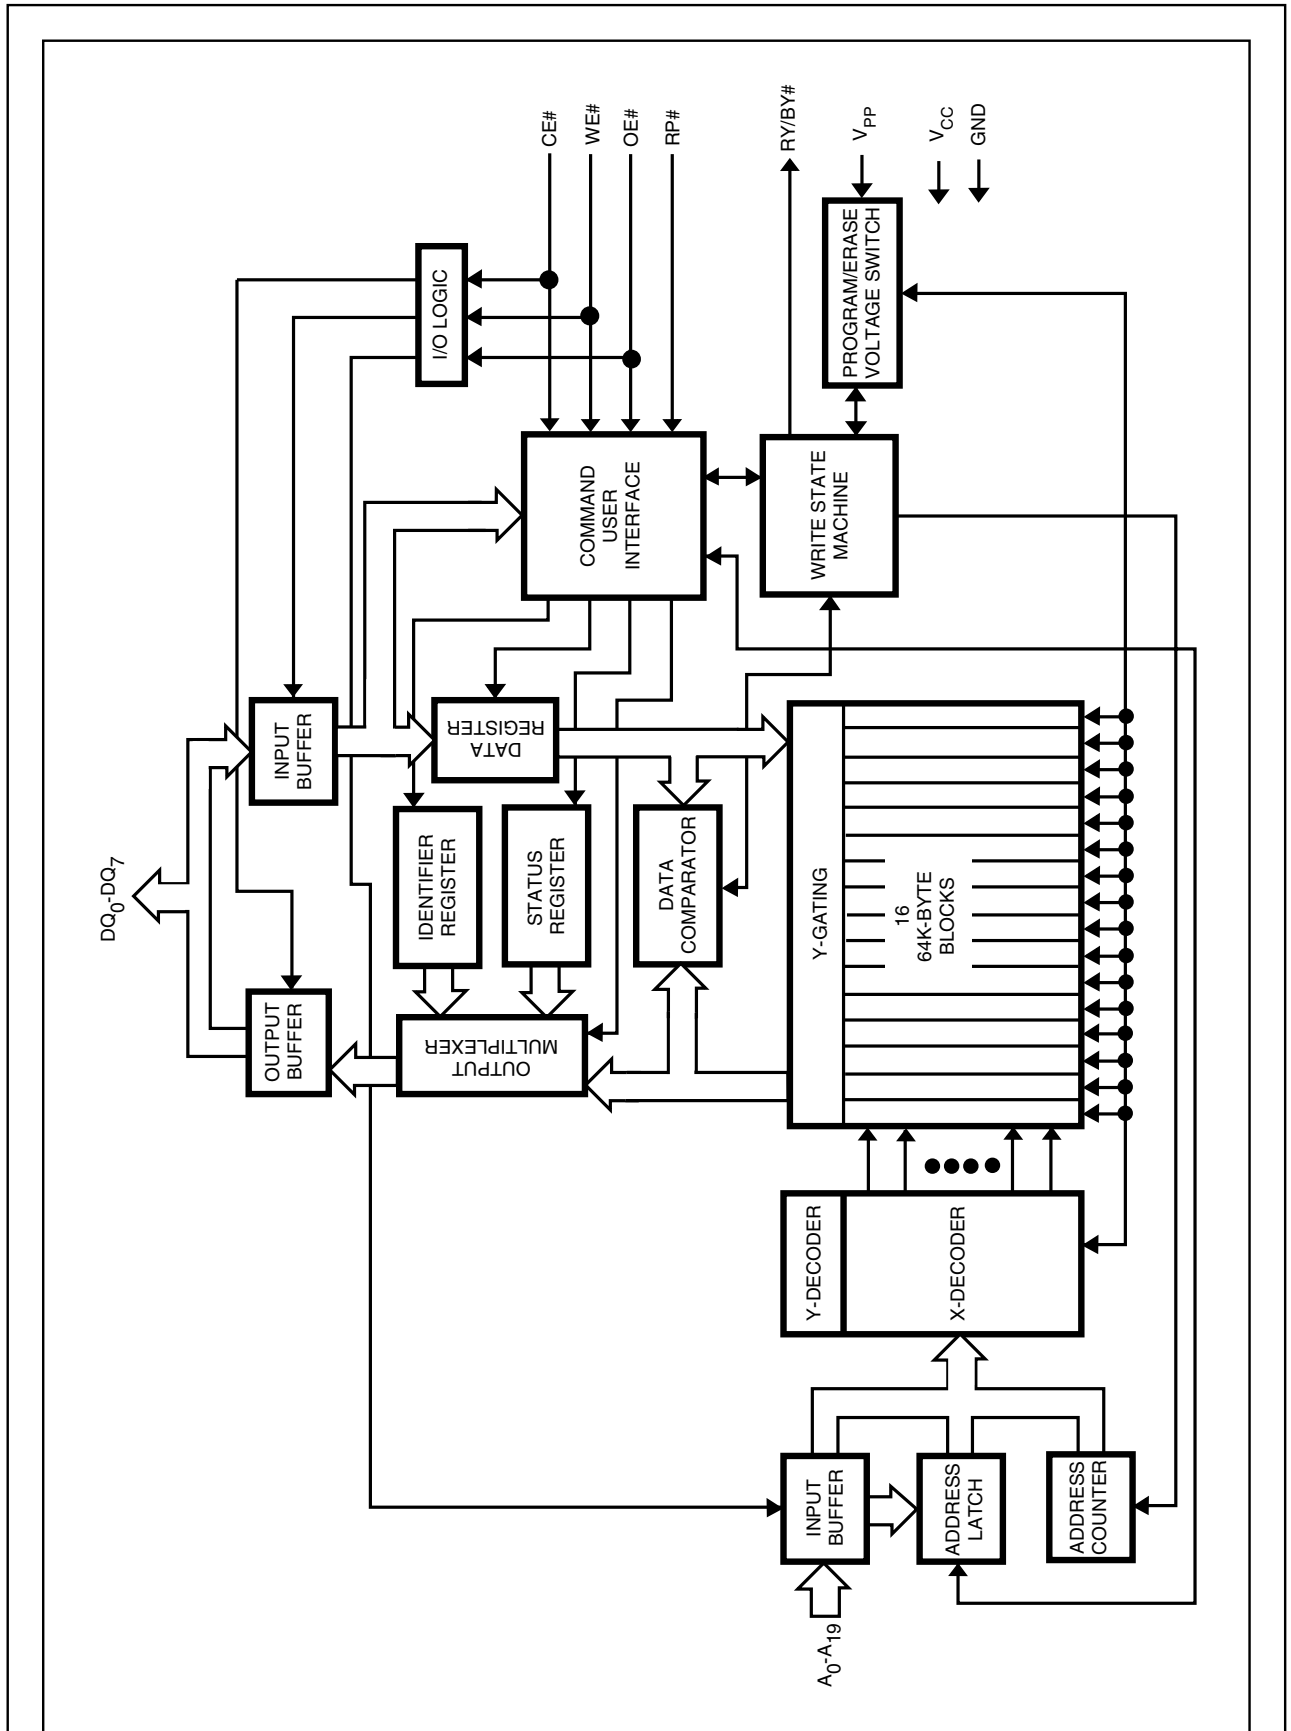 DQ0-DQ7
OUTPUT
BUFFER
INPUT
BUFFER
I/O LOGIC
CE#
WE#
OE#
RP#
IDENTIFIER
REGISTER
STATUS
REGISTER
DATA
REGISTER
OUTPUT
MULTIPLEXER
DATA
COMPARATOR
COMMAND
USER
INTERFACE
WRITE STATE
MACHINE
RY/BY#
PROGRAM/ERASE
VOLTAGE SWITCH
VPP
VCC
GND
A0-A19
INPUT
BUFFER
ADDRESS
LATCH
ADDRESS
COUNTER
Y-DECODER
X-DECODER
Y-GATING
16
64K-BYTE
BLOCKS